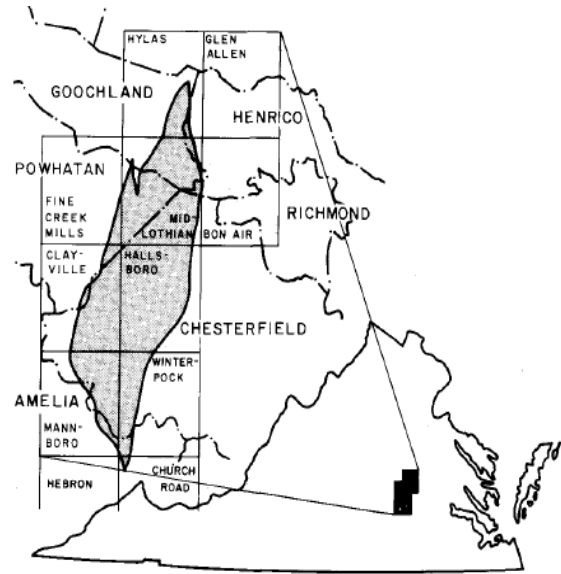 HYLAS
GLEN
ALLEN
GOOCHLAND
HENRICO
POWHATAN
FINE
CREEK
MILLS
MID-
LOTHIAN
BON AIR
RICHMOND
CLAY-
VILLE
HALLS-
BORO
CHESTERFIELD
WINTER-
POCK
AMELIA
MANN-
BORO
HEBRON
CHURCH
ROAD